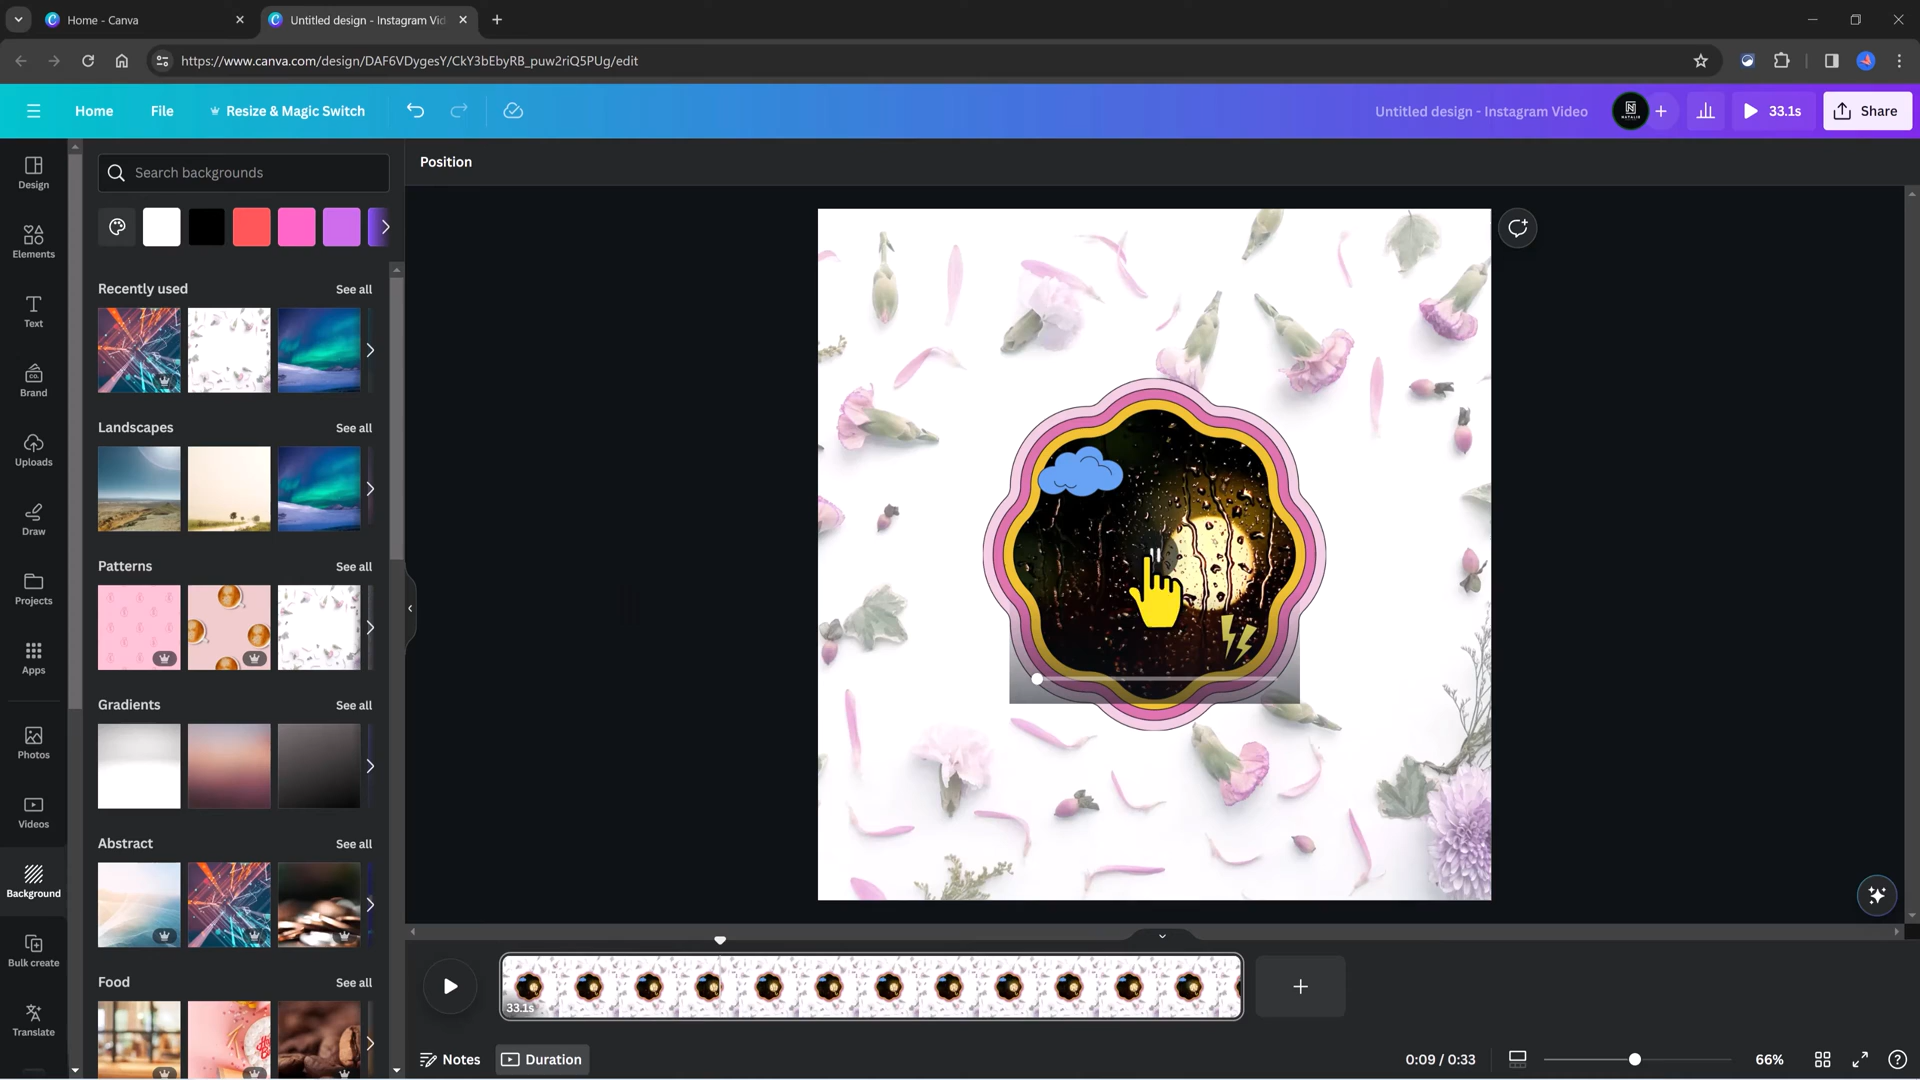 Home - Canva
Untitled design - Instagram Vid
https://www.canva.com/design/DAF6VDygesY/CkY3bEbyRB_puw2riQ5PUg/edit
Home
File
Resize & Magic Switch
Untitled design - Instagram Video
33.1s
Share
Design
Elements
Text
Brand
Uploads
Draw
Projects
Apps
Photos
Videos
Background
Bulk create
Translate
Search backgrounds
Recently used
See all
Landscapes
See all
Patterns
See all
Gradients
See all
Abstract
See all
Food
See all
Position
33.1s
Notes
Duration
0:09 / 0:33
66%